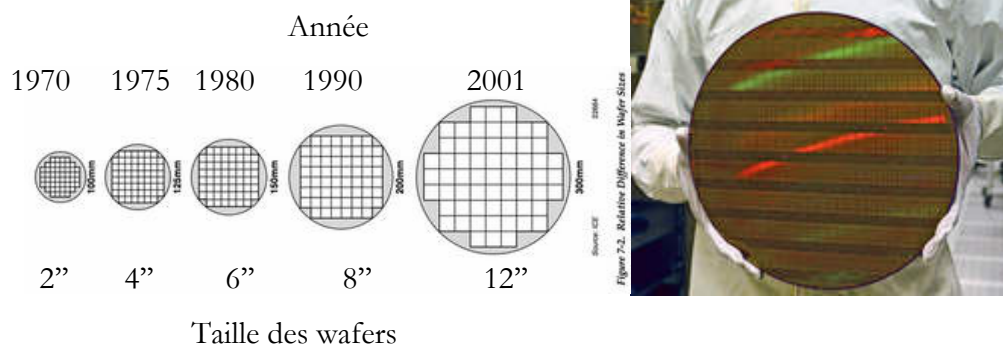 Année
1970 1975 1980 1990 2001
100mm 125mm 150mm 200mm 300mm
2” 4” 6” 8” 12”
Taille des wafers
22664
Source: ICE
Figure 7-2. Relative Difference in Wafer Sizes